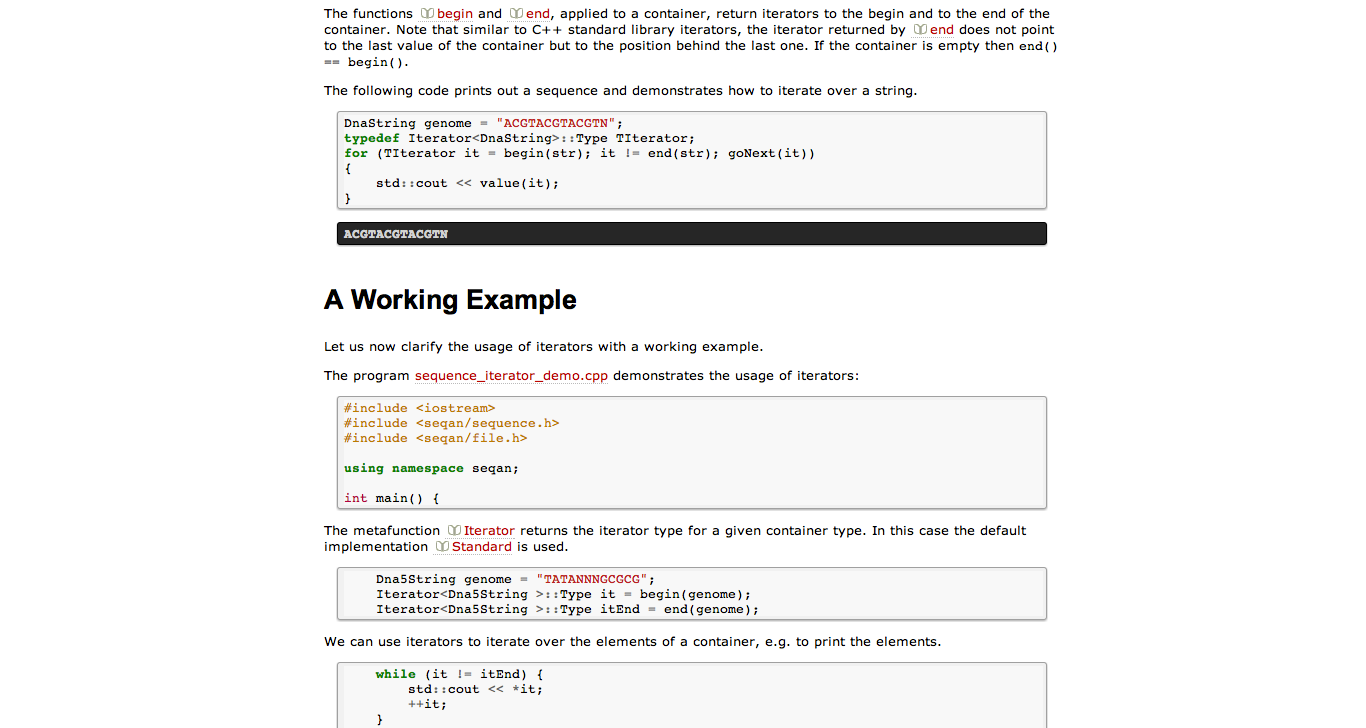 The functions begin and end, applied to a container, return iterators to the begin and to the end of the
container. Note that similar to C++ standard library iterators, the iterator returned by end does not point
to the last value of the container but to the position behind the last one. If the container is empty then end()
== begin().
The following code prints out a sequence and demonstrates how to iterate over a string.
DnaString genome = "ACGTACGTACGTN";
typedef Iterator<DnaString>::Type TIterator;
for (TIterator it = begin(str); it != end(str); goNext(it))
{
    std::cout << value(it);
}
ACGTACGTACGTN
A Working Example
Let us now clarify the usage of iterators with a working example.
The program sequence_iterator_demo.cpp demonstrates the usage of iterators:
#include <iostream>
#include <seqan/sequence.h>
#include <seqan/file.h>
using namespace seqan;
int main() {
The metafunction Iterator returns the iterator type for a given container type. In this case the default
implementation Standard is used.
    Dna5String genome = "TATANNNGCGCG";
    Iterator<Dna5String >::Type it = begin(genome);
    Iterator<Dna5String >::Type itEnd = end(genome);
We can use iterators to iterate over the elements of a container, e.g. to print the elements.
    while (it != itEnd) {
        std::cout << *it;
        ++it;
    }